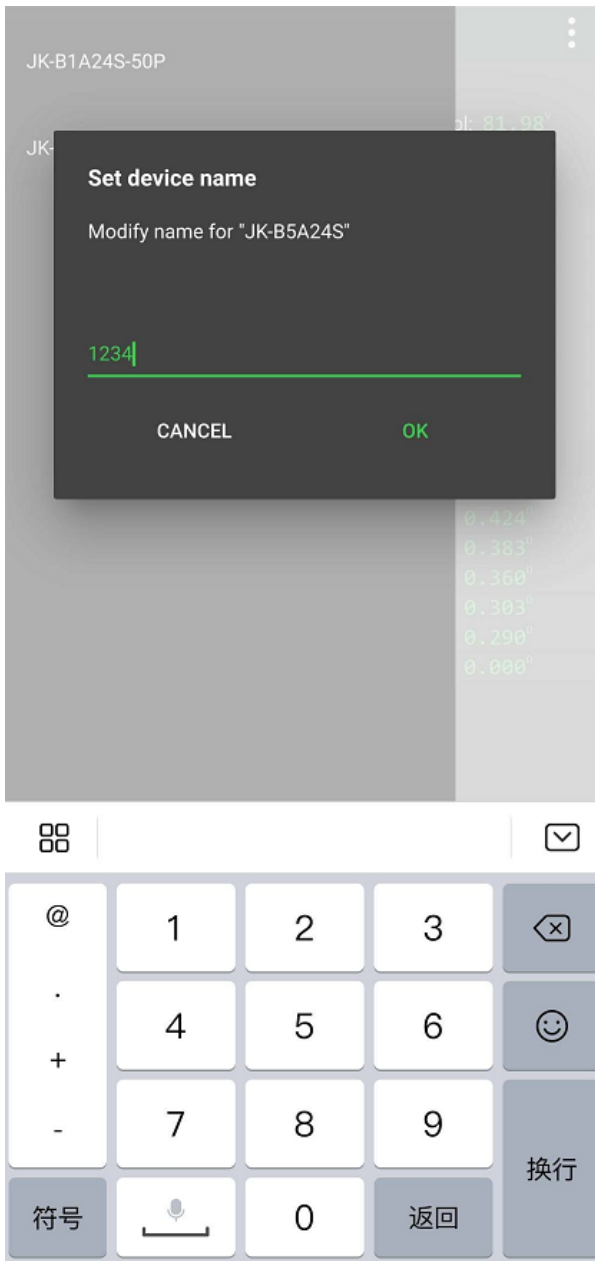 JK-B1A24S-50P
ol: 81.98
JK-
Set device name
Modify name for "JK-B5A24S"
1234
CANCEL OK
0.424
0.383
0.360
0.303
0.290
0.000
@ 1 2 3
.
4 5 6
+
- 7 8 9
换行
符号 0 返回